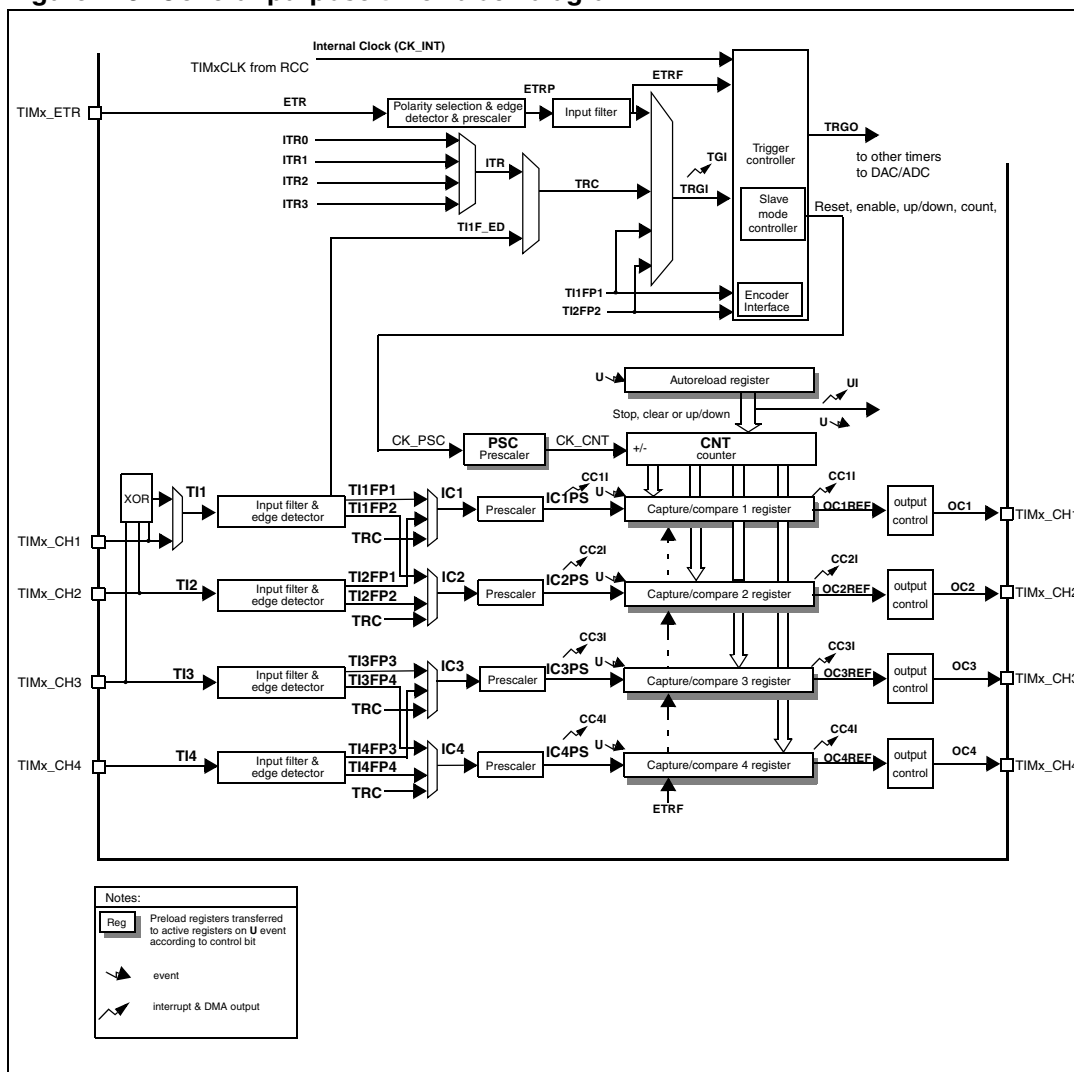 Internal Clock (CK_INT)
TIMxCLK from RCC
ETRF
ETRP
TIMx_ETR
ETR
Polarity selection & edge
detector & prescaler
Input filter
TRGO
Trigger
controller
to other timers
to DAC/ADC
ITR0
ITR1
ITR2
ITR3
ITR
TRC
TGI
TRGI
TI1F_ED
Slave
mode
controller
Reset, enable, up/down, count,
TI1FP1
TI2FP2
Encoder
Interface
U
Autoreload register
UI
Stop, clear or up/down
U
CK_PSC
PSC
Prescaler
CK_CNT
+/-
CNT
counter
XOR
TI1
Input filter &
edge detector
TI1FP1
TI1FP2
TRC
IC1
Prescaler
IC1PS
CC1I
U
Capture/compare 1 register
CC1I
OC1REF
output
control
OC1
TIMx_CH1
TIMx_CH1
TIMx_CH2
TI2
Input filter &
edge detector
TI2FP1
TI2FP2
TRC
IC2
Prescaler
IC2PS
CC2I
U
Capture/compare 2 register
CC2I
OC2REF
output
control
OC2
TIMx_CH2
TIMx_CH3
TI3
Input filter &
edge detector
TI3FP3
TI3FP4
TRC
IC3
Prescaler
IC3PS
CC3I
U
Capture/compare 3 register
CC3I
OC3REF
output
control
OC3
TIMx_CH3
TIMx_CH4
TI4
Input filter &
edge detector
TI4FP3
TI4FP4
TRC
IC4
Prescaler
IC4PS
CC4I
U
Capture/compare 4 register
CC4I
OC4REF
output
control
OC4
TIMx_CH4
ETRF
Notes:
Reg
Preload registers transferred
to active registers on U event
according to control bit
event
interrupt & DMA output